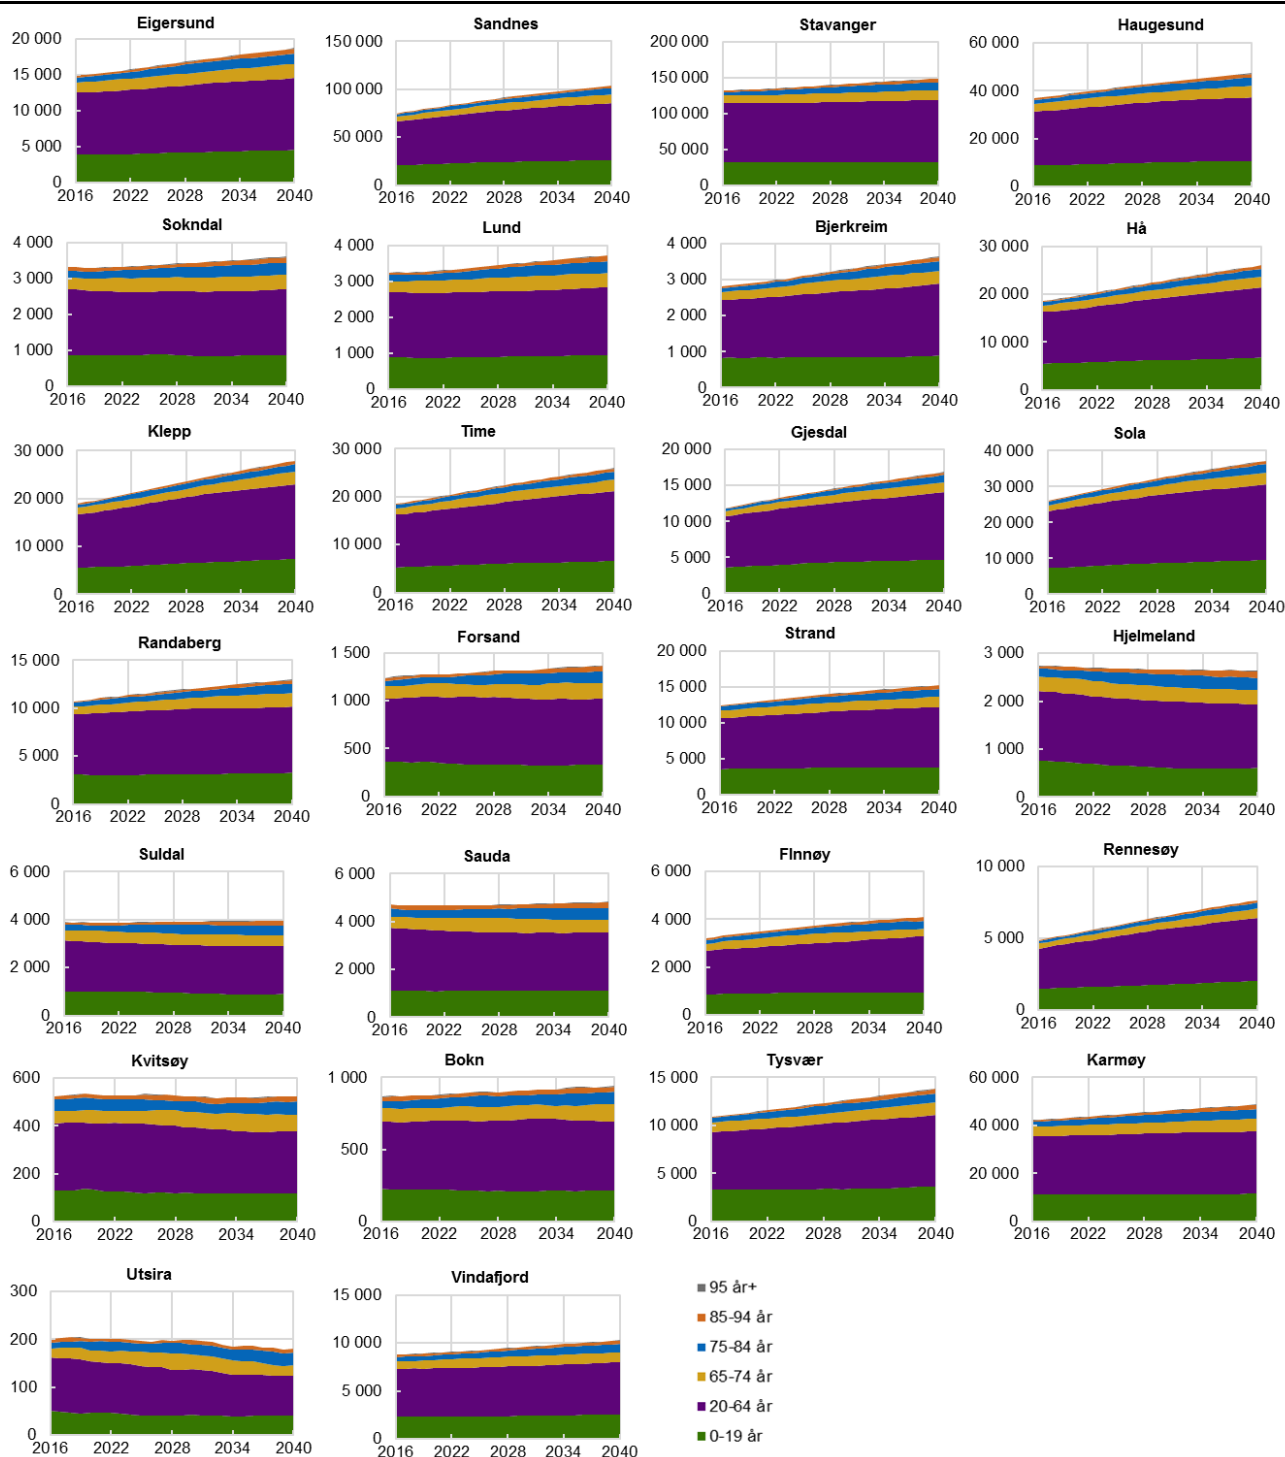 Eigersund
20 000
15 000
10 000
5 000
0
2016 2022 2028 2034 2040
Sandnes
150 000
100 000
50 000
0
2016 2022 2028 2034 2040
Stavanger
200 000
150 000
100 000
50 000
0
2016 2022 2028 2034 2040
Haugesund
60 000
40 000
20 000
0
2016 2022 2028 2034 2040
Sokndal
4 000
3 000
2 000
1 000
0
2016 2022 2028 2034 2040
Lund
4 000
3 000
2 000
1 000
0
2016 2022 2028 2034 2040
Bjerkreim
4 000
3 000
2 000
1 000
0
2016 2022 2028 2034 2040
Hå
30 000
20 000
10 000
0
2016 2022 2028 2034 2040
Klepp
30 000
20 000
10 000
0
2016 2022 2028 2034 2040
Time
30 000
20 000
10 000
0
2016 2022 2028 2034 2040
Gjesdal
20 000
15 000
10 000
5 000
0
2016 2022 2028 2034 2040
Sola
40 000
30 000
20 000
10 000
0
2016 2022 2028 2034 2040
Randaberg
15 000
10 000
5 000
0
2016 2022 2028 2034 2040
Forsand
1 500
1 000
500
0
2016 2022 2028 2034 2040
Strand
20 000
15 000
10 000
5 000
0
2016 2022 2028 2034 2040
Hjelmeland
3 000
2 000
1 000
0
2016 2022 2028 2034 2040
Suldal
6 000
4 000
2 000
0
2016 2022 2028 2034 2040
Sauda
6 000
4 000
2 000
0
2016 2022 2028 2034 2040
FInnøy
6 000
4 000
2 000
0
2016 2022 2028 2034 2040
Rennesøy
10 000
5 000
0
2016 2022 2028 2034 2040
Kvitsøy
600
400
200
0
2016 2022 2028 2034 2040
Bokn
1 000
500
0
2016 2022 2028 2034 2040
Tysvær
15 000
10 000
5 000
0
2016 2022 2028 2034 2040
Karmøy
60 000
40 000
20 000
0
2016 2022 2028 2034 2040
Utsira
300
200
100
0
2016 2022 2028 2034 2040
Vindafjord
15 000
10 000
5 000
0
2016 2022 2028 2034 2040
95 år+
85-94 år
75-84 år
65-74 år
20-64 år
0-19 år